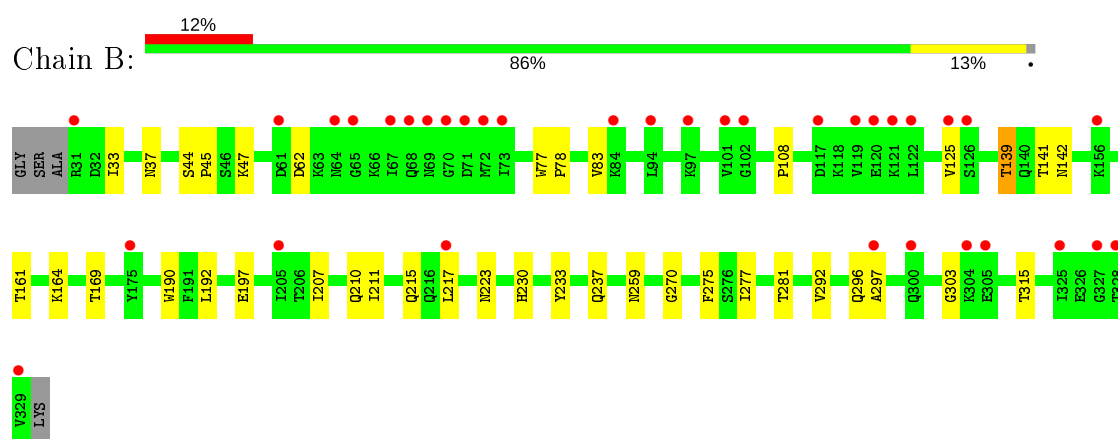 12%
Chain B:
86% 13% •
GLY SER ALA R31 D32 I33 N37 S44 P45 S46 K47 D61 D62 K63 N64 G65 K66 I67 Q68 N69 G70 D71 M72 I73 W77 P78 V83 K84 L94 K97 V101 G102 P108 D117 K118 V119 E120 K121 L122 V125 S126 T139 Q140 T141 N142 K156
T161 K164 T169 Y175 W190 F191 L192 E197 I205 T206 I207 Q210 I211 Q215 Q216 L217 N223 H230 Y233 Q237 N259 G270 F275 S276 I277 T281 V292 Q296 A297 Q300 G303 K304 E305 T315 I325 E326 G327 T328
V329 LYS